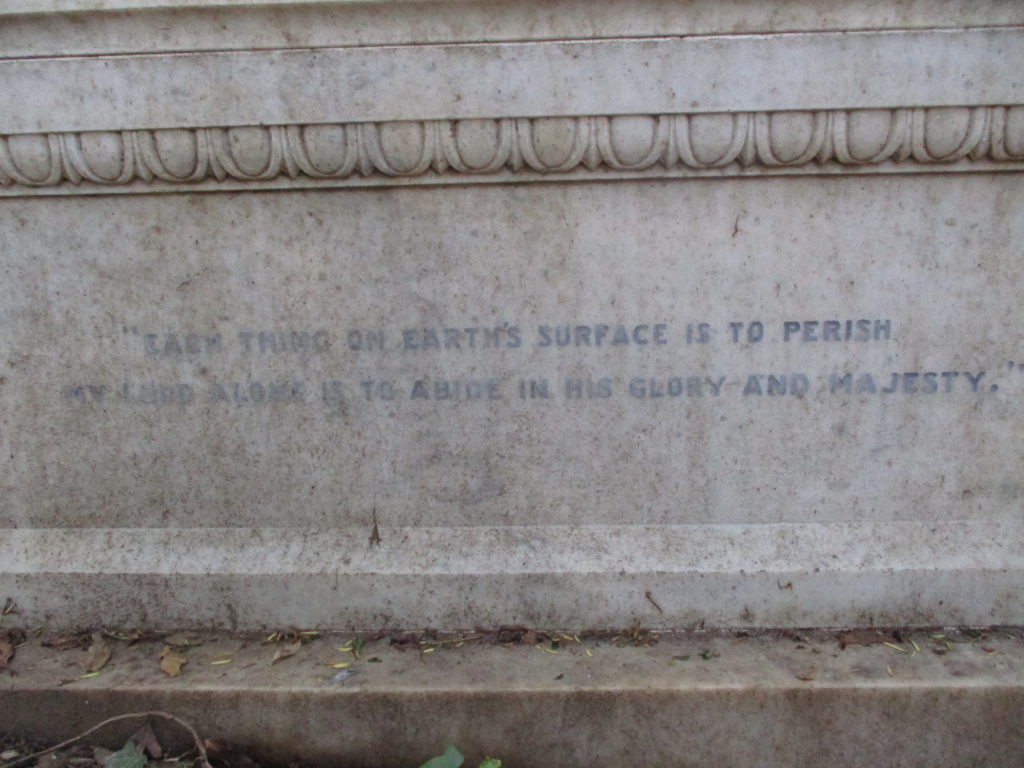 "EACH THING ON EARTH'S SURFACE IS TO PERISH
MY LORD ALONE IS TO ABIDE IN HIS GLORY AND MAJESTY."